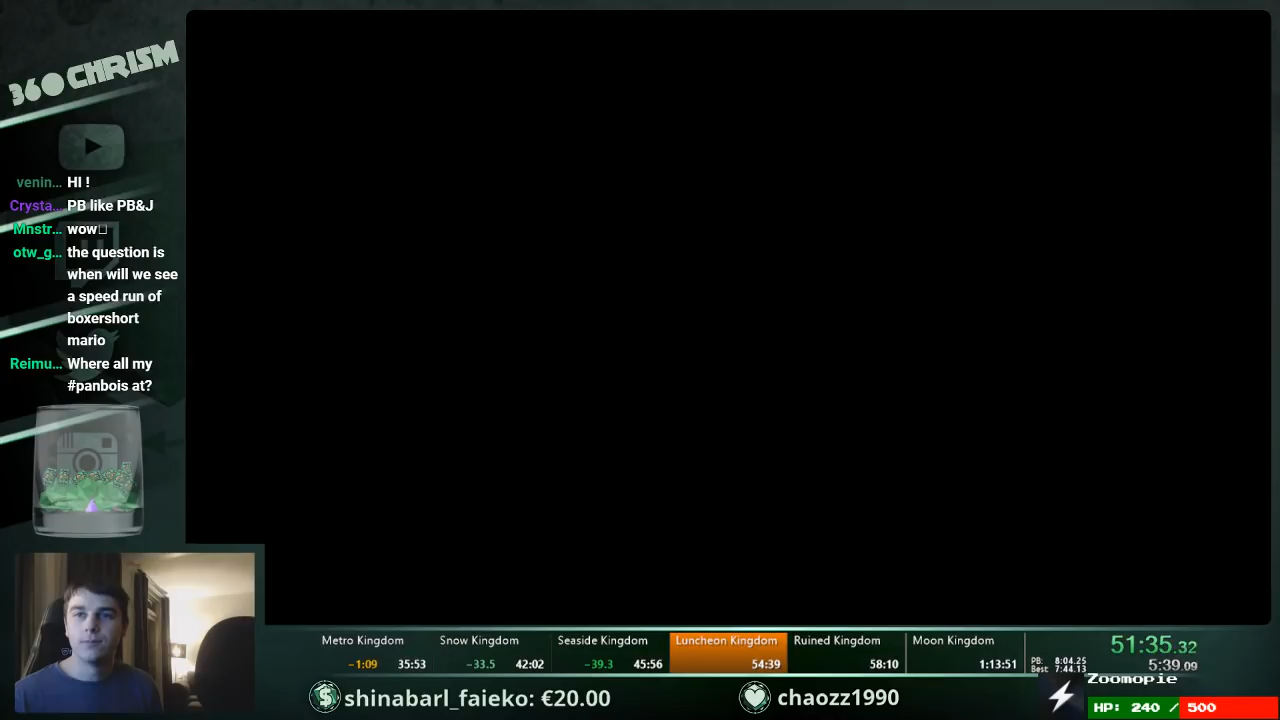 360 CHRISM
venin… HI !
Crysta… PB like PB&J
Mnstr… wow□
otw_g… the question is
when will we see
a speed run of
boxershort
mario
Reimu… Where all my
#panbois at?
Metro Kingdom
−1:09 35:53
Snow Kingdom
−33.5 42:02
Seaside Kingdom
−39.3 45:56
Luncheon Kingdom
54:39
Ruined Kingdom
58:10
Moon Kingdom
1:13:51
51:35.32
PB: 8:04.25
Best 7:44.13
5:39.09
shinabarl_faieko: €20.00
chaozz1990
Zoomopie
HP: 240 / 500